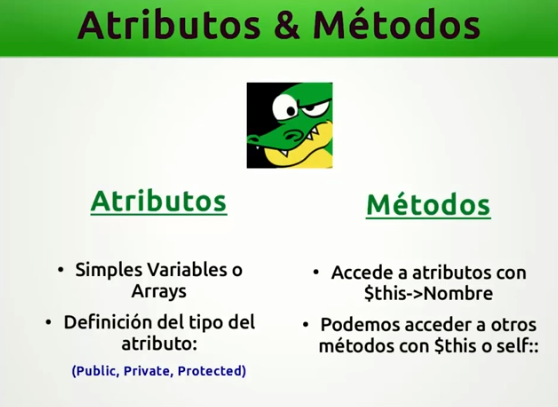 Atributos & Métodos
Atributos
• Simples Variables o
Arrays
• Definición del tipo del
atributo:
(Public, Private, Protected)
Métodos
• Accede a atributos con
$this->Nombre
• Podemos acceder a otros
métodos con $this o self::